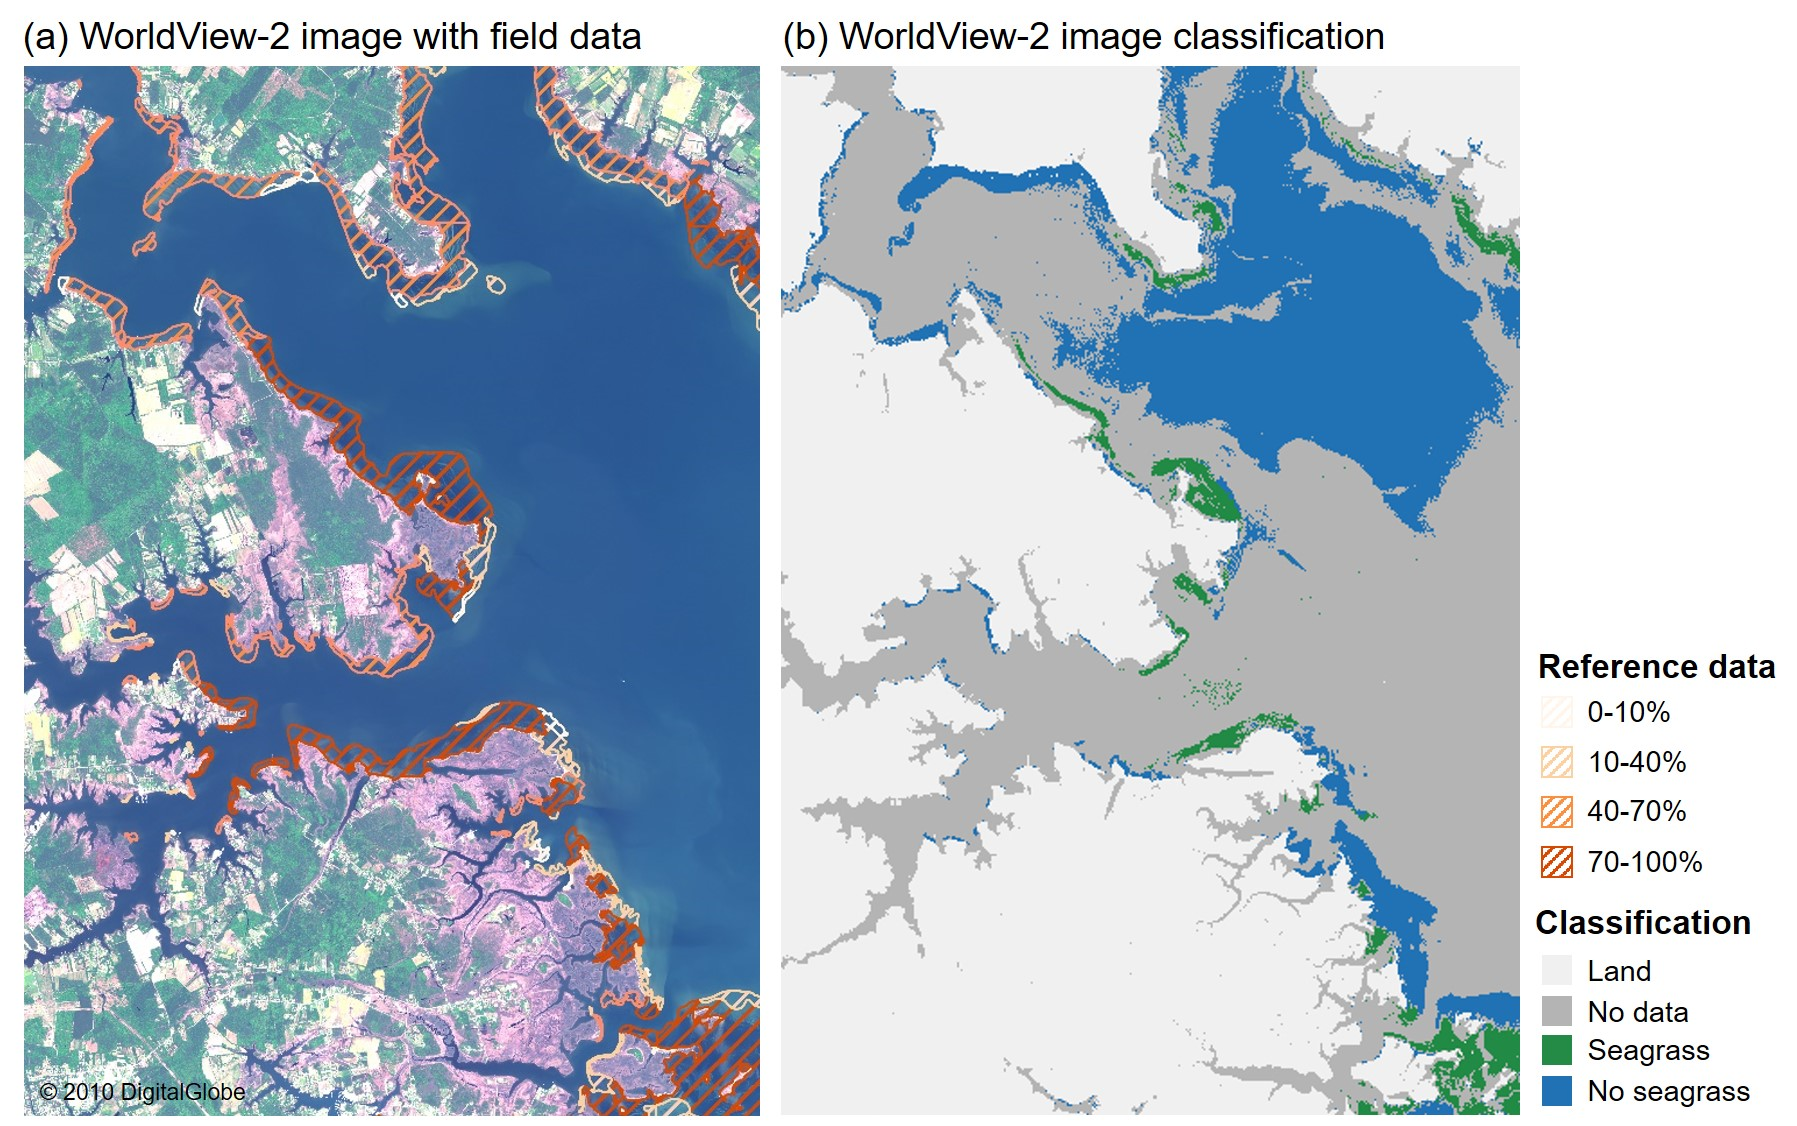 (a) WorldView-2 image with field data
(b) WorldView-2 image classification
Reference data
0-10%
10-40%
40-70%
70-100%
Classification
Land
No data
Seagrass
No seagrass
© 2010 DigitalGlobe